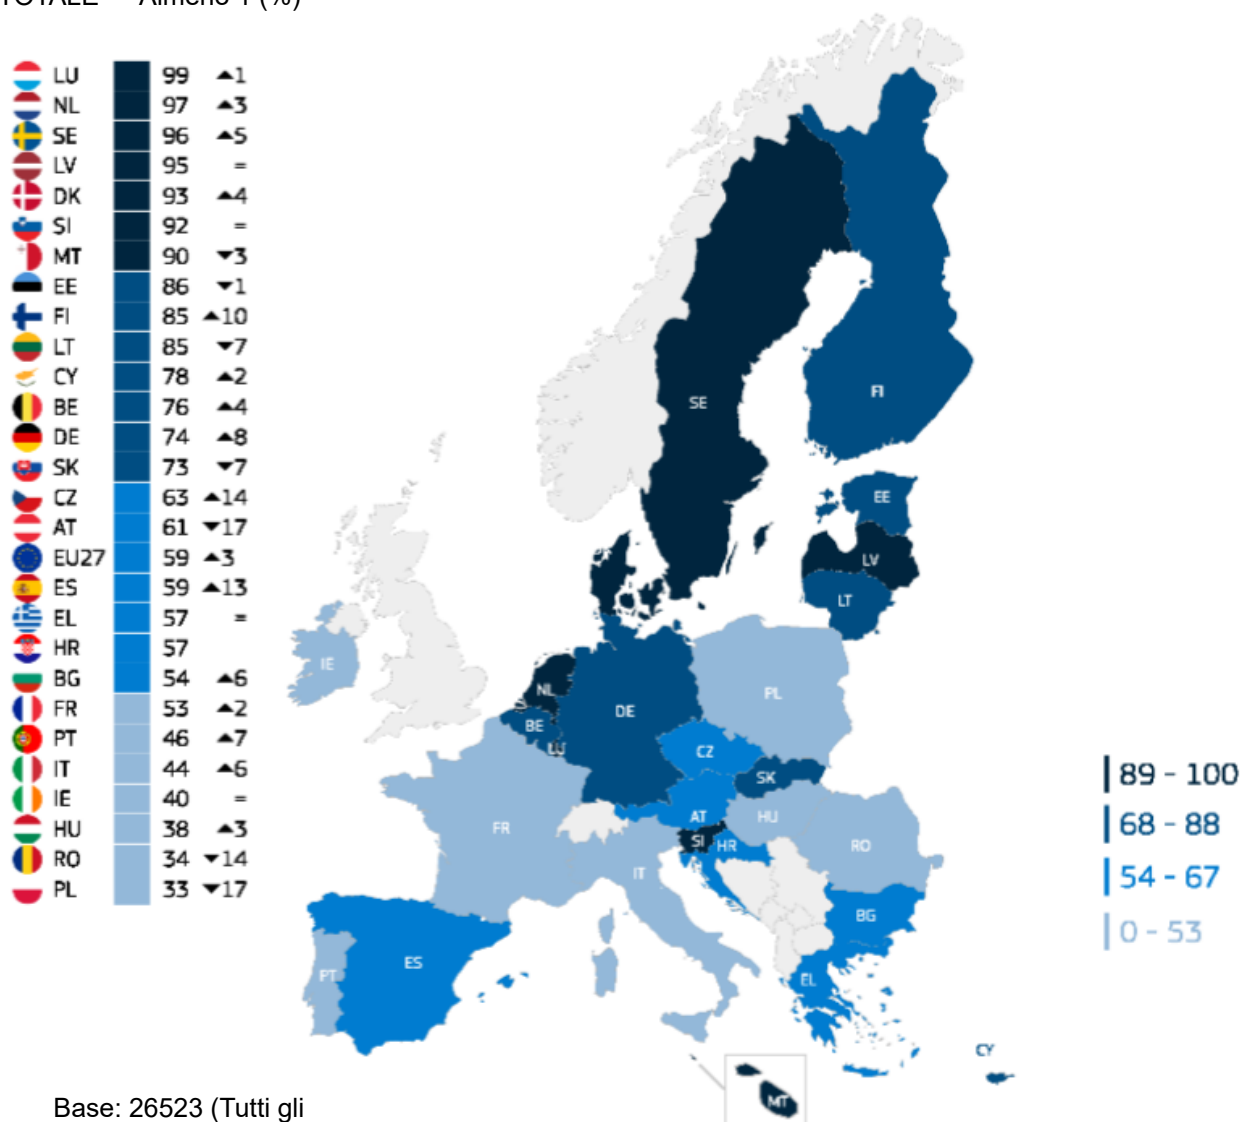 LU 99 ▲1
NL 97 ▲3
SE 96 ▲5
LV 95 =
DK 93 ▲4
SI 92 =
MT 90 ▼3
EE 86 ▼1
FI 85 ▲10
LT 85 ▼7
CY 78 ▲2
BE 76 ▲4
DE 74 ▲8
SK 73 ▼7
CZ 63 ▲14
AT 61 ▼17
EU27 59 ▲3
ES 59 ▲13
EL 57 =
HR 57
BG 54 ▲6
FR 53 ▲2
PT 46 ▲7
IT 44 ▲6
IE 40 =
HU 38 ▲3
RO 34 ▼14
PL 33 ▼17
SE
FI
EE
LV
LT
IE
NL
BE
LU
DE
PL
CZ
SK
AT
HU
SI
HR
FR
IT
RO
BG
PT
ES
EL
CY
MT
89 - 100
68 - 88
54 - 67
0 - 53
Base: 26523 (Tutti gli